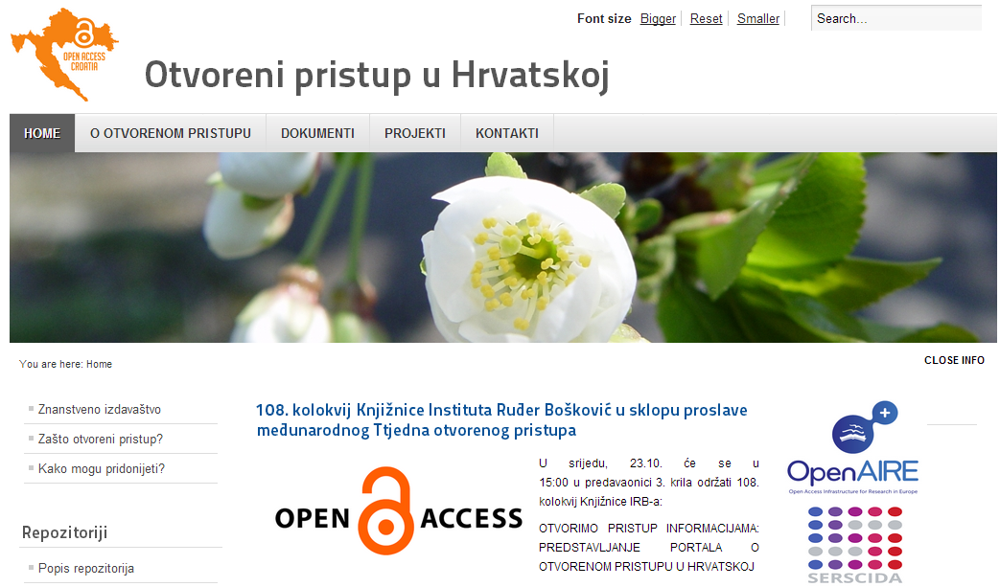 Font size Bigger Reset Smaller
Search...
OPEN ACCESS
CROATIA
Otvoreni pristup u Hrvatskoj
HOME O OTVORENOM PRISTUPU DOKUMENTI PROJEKTI KONTAKTI
You are here: Home
CLOSE INFO
Znanstveno izdavaštvo
Zašto otvoreni pristup?
Kako mogu pridonijeti?
Repozitoriji
Popis repozitorija
108. kolokvij Knjižnice Instituta Ruđer Bošković u sklopu proslave
međunarodnog Ttjedna otvorenog pristupa
OPEN ACCESS
U srijedu, 23.10. će se u
15:00 u predavaonici 3. krila održati 108.
kolokvij Knjižnice IRB-a:
OTVORIMO PRISTUP INFORMACIJAMA:
PREDSTAVLJANJE PORTALA O
OTVORENOM PRISTUPU U HRVATSKOJ
OpenAIRE
Open Access Infrastructure for Research in Europe
SERSCIDA